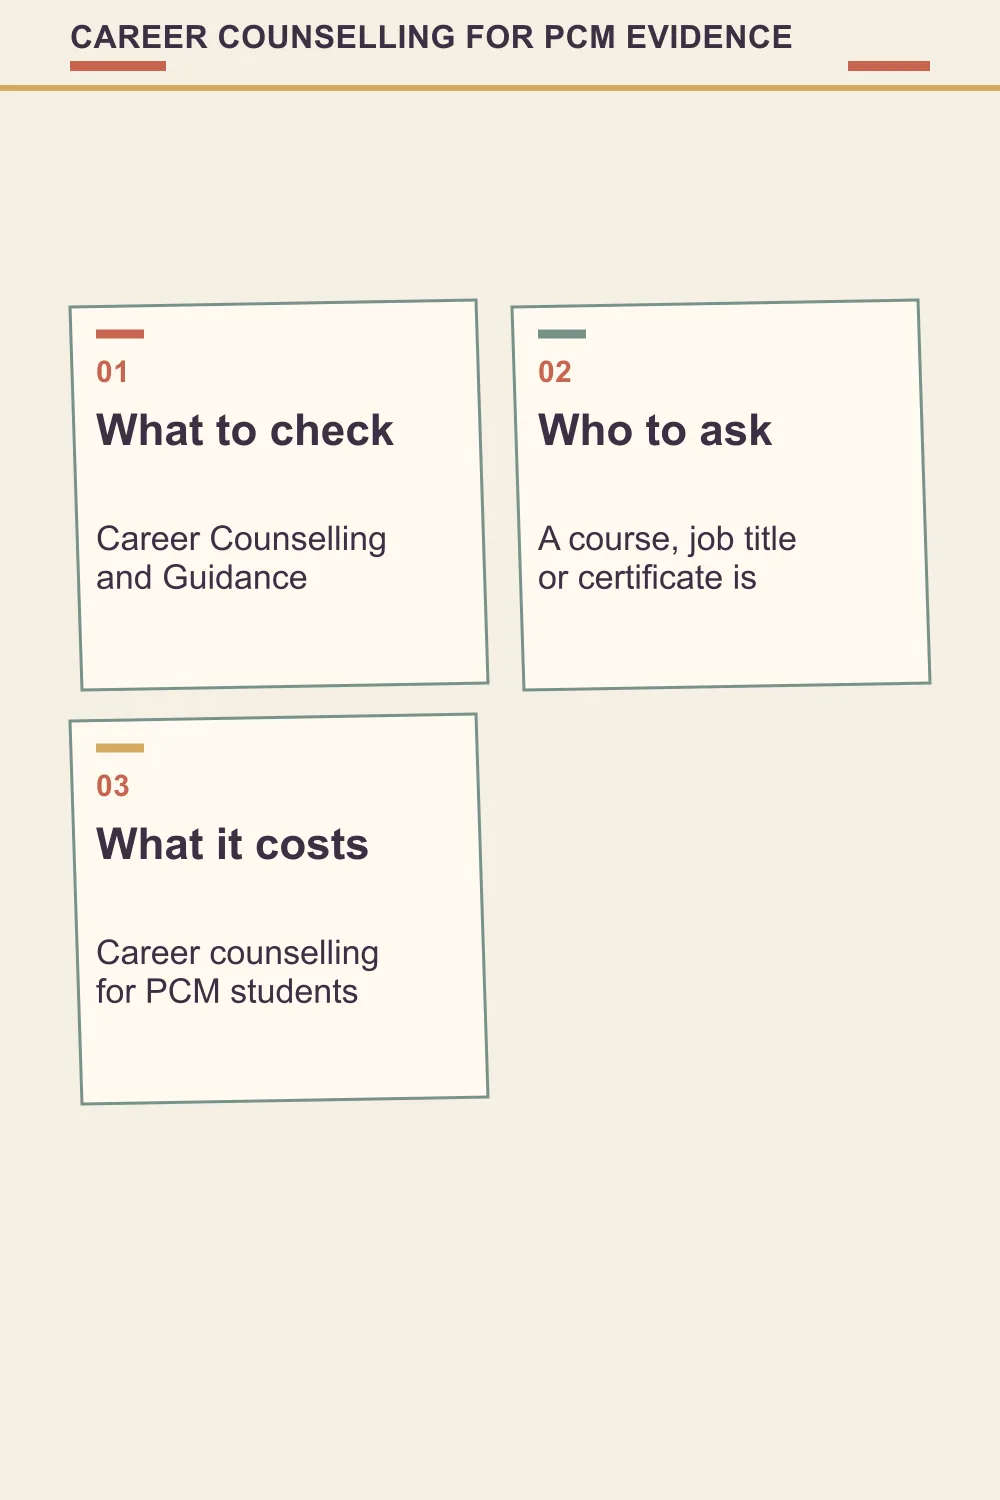 CAREER COUNSELLING FOR PCM EVIDENCE
01
What to check
Career Counselling
and Guidance
02
Who to ask
A course, job title
or certificate is
03
What it costs
Career counselling
for PCM students